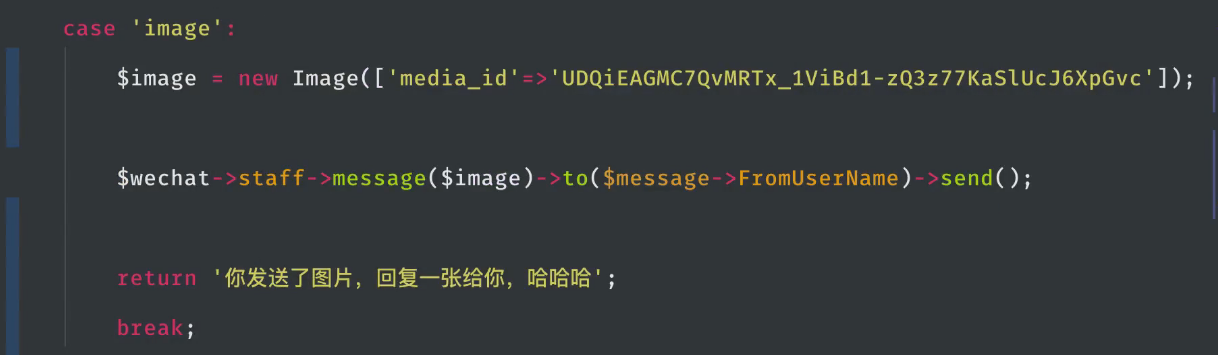 case 'image':
$image = new Image(['media_id'=>'UDQiEAGMC7QvMRTx_1ViBd1-zQ3z77KaSlUcJ6XpGvc']);
$wechat->staff->message($image)->to($message->FromUserName)->send();
return '你发送了图片，回复一张给你，哈哈哈';
break;